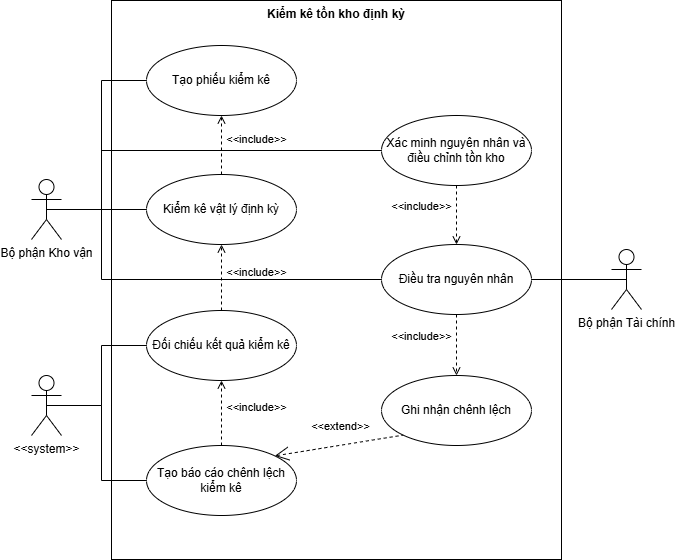 Kiểm kê tồn kho định kỳ
Tạo phiếu kiểm kê
<<include>>
Xác minh nguyên nhân và
điều chỉnh tồn kho
Kiểm kê vật lý định kỳ
<<include>>
Bộ phận Kho vận
<<include>>
Điều tra nguyên nhân
Bộ phận Tài chính
<<include>>
Đối chiếu kết quả kiểm kê
<<include>>
Ghi nhận chênh lệch
<<extend>>
<<system>>
Tạo báo cáo chênh lệch
kiểm kê